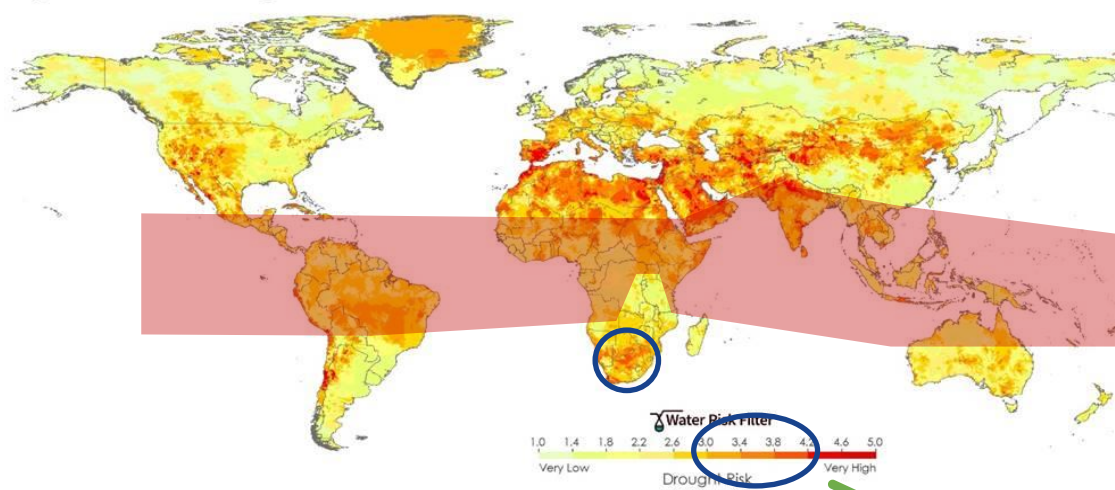 Water Risk Filter
1.0 1.4 1.8 2.2 2.6 3.0 3.4 3.8 4.2 4.6 5.0
Very Low Very High
Drought Risk